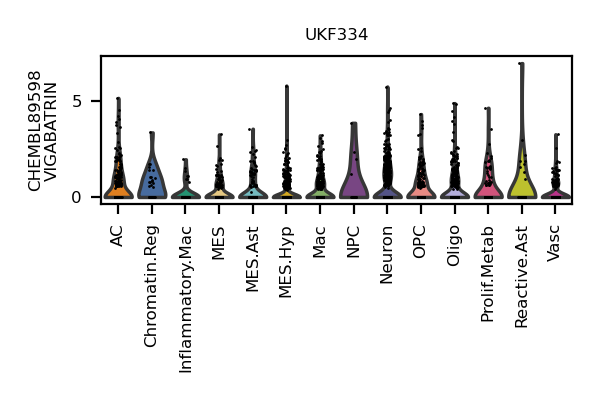 UKF334
CHEMBL89598
VIGABATRIN
5
0
AC
Chromatin.Reg
Inflammatory.Mac
MES
MES.Ast
MES.Hyp
Mac
NPC
Neuron
OPC
Oligo
Prolif.Metab
Reactive.Ast
Vasc